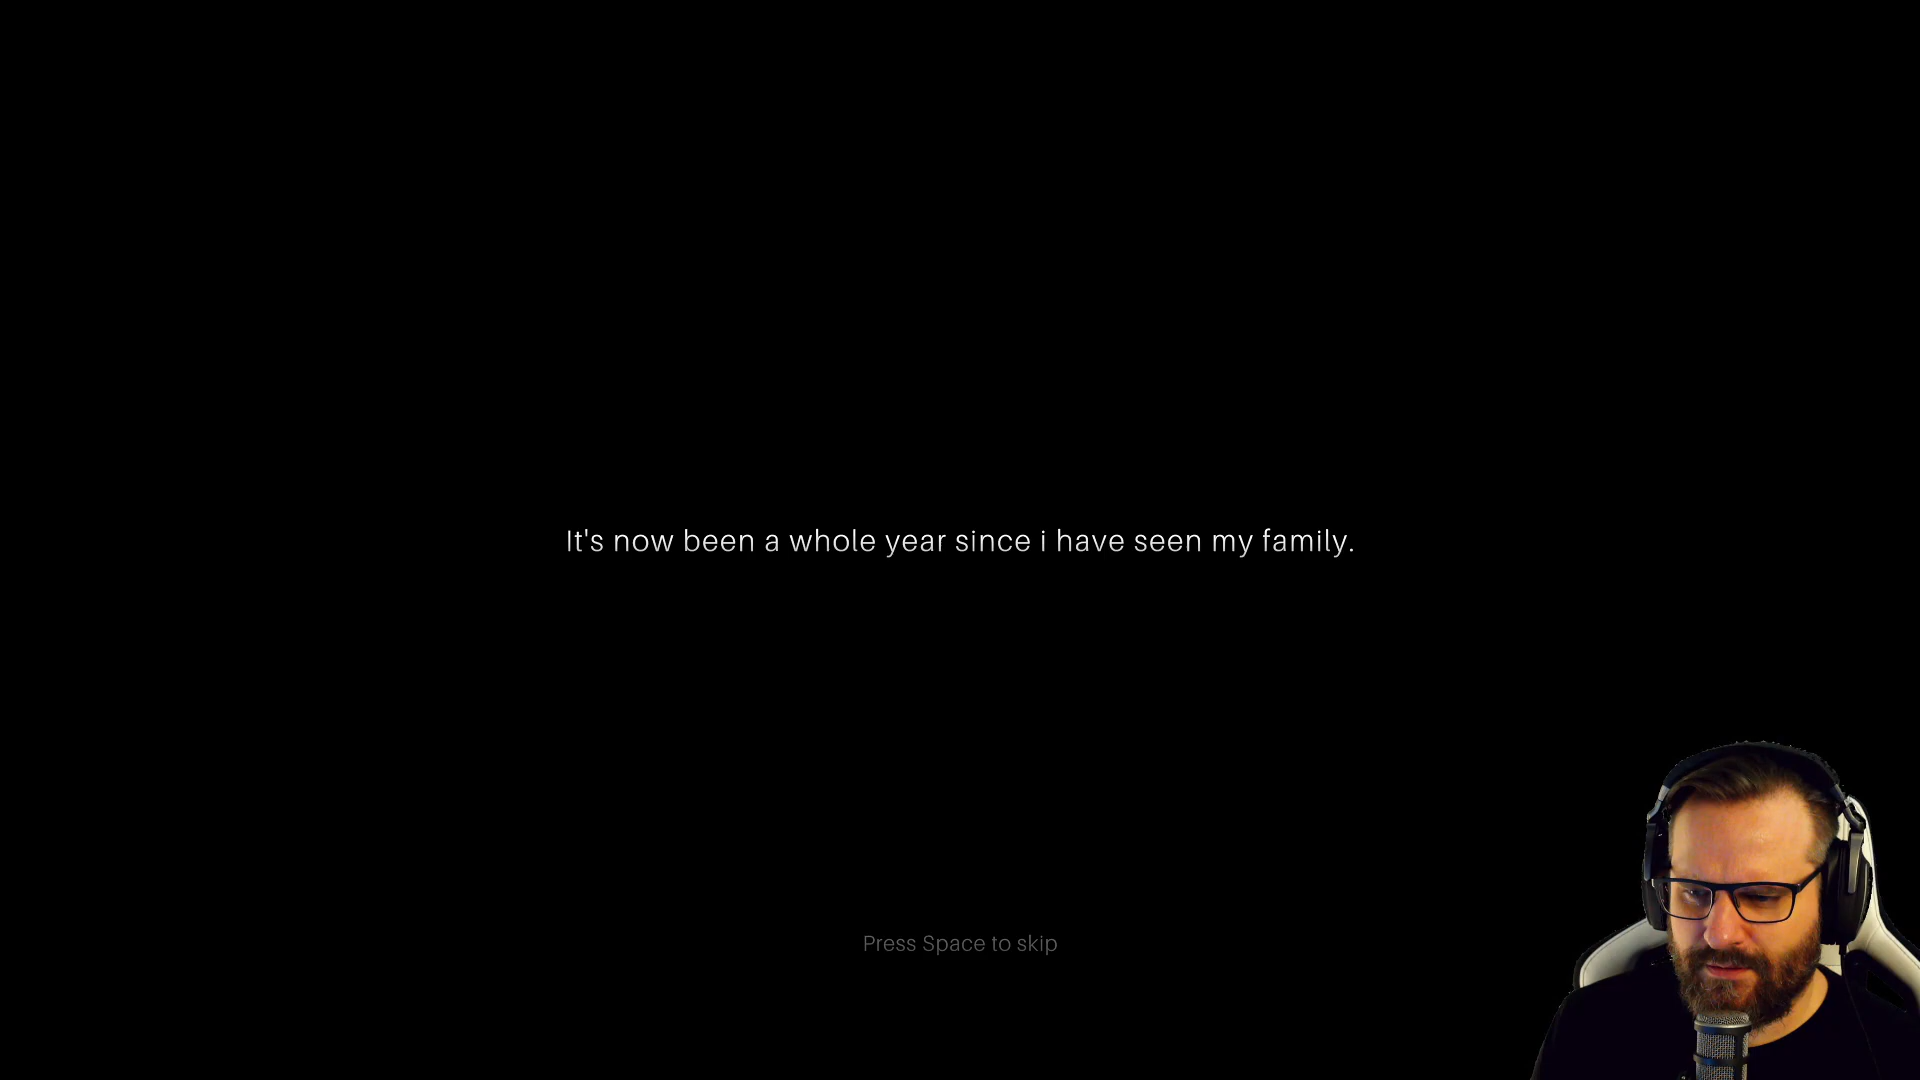 It's now been a whole year since i have seen my family.
Press Space to skip